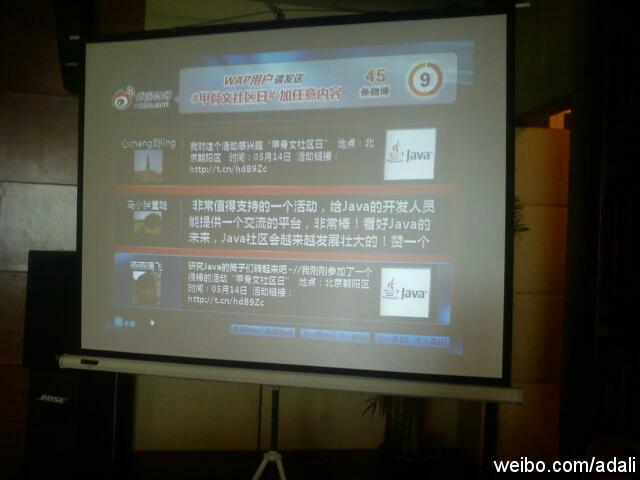 新浪微博
weibo.com
WAP用户请发送
#甲骨文社区日# 加任意内容
45
条微博
9
我对这个活动感兴趣“甲骨文社区日” 地点：北
京朝阳区 时间：05月14日 活动链接：
http://t.cn/hdB9Zc
Java
马小胖童鞋
非常值得支持的一个活动，给Java的开发人员
能提供一个交流的平台，非常棒！看好Java的
未来，Java社区会越来越发展壮大的！赞一个
研究Java的筒子们转起来吧~//我刚刚参加了一个
很棒的活动“甲骨文社区日” 地点：北京朝阳区
时间：05月14日 活动链接：
http://t.cn/hdB9Zc
Java
BOSE
weibo.com/adali